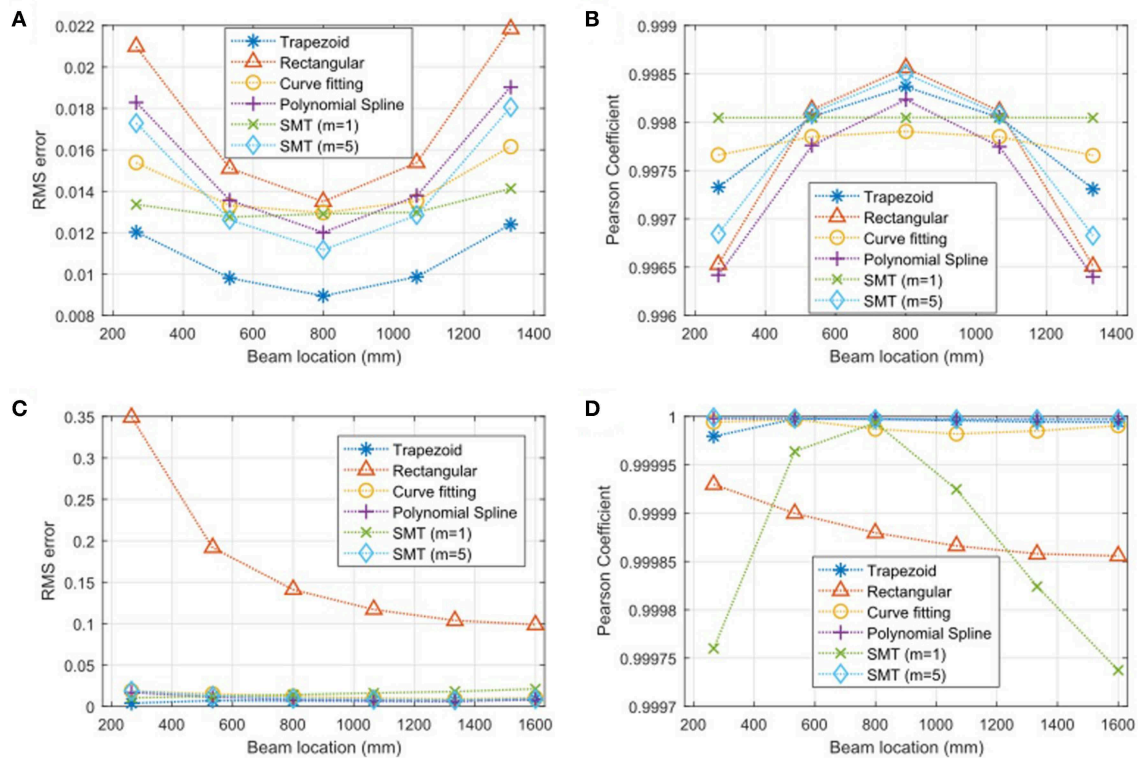 A
0.022
0.02
0.018
0.016
0.014
0.012
0.01
0.008
RMS error
Trapezoid
Rectangular
Curve fitting
Polynomial Spline
SMT (m=1)
SMT (m=5)
200 400 600 800 1000 1200 1400
Beam location (mm)
B
0.999
0.9985
0.998
0.9975
0.997
0.9965
0.996
Pearson Coefficient
Trapezoid
Rectangular
Curve fitting
Polynomial Spline
SMT (m=1)
SMT (m=5)
200 400 600 800 1000 1200 1400
Beam location (mm)
C
0.35
0.3
0.25
0.2
0.15
0.1
0.05
0
RMS error
Trapezoid
Rectangular
Curve fitting
Polynomial Spline
SMT (m=1)
SMT (m=5)
200 400 600 800 1000 1200 1400 1600
Beam location (mm)
D
1
0.99995
0.9999
0.99985
0.9998
0.99975
0.9997
Pearson Coefficient
Trapezoid
Rectangular
Curve fitting
Polynomial Spline
SMT (m=1)
SMT (m=5)
200 400 600 800 1000 1200 1400 1600
Beam location (mm)